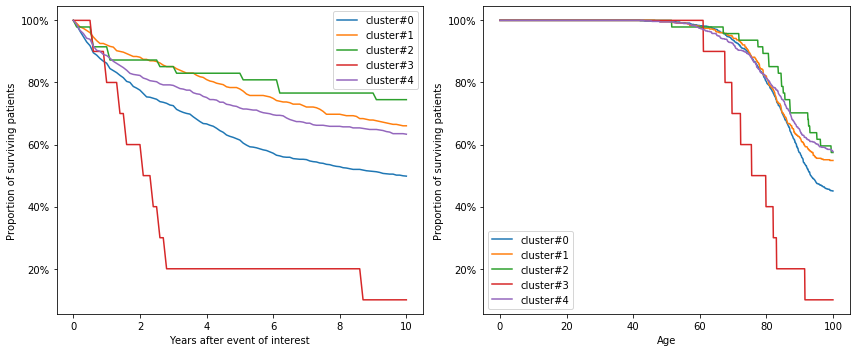 100%
80%
60%
40%
20%
Proportion of surviving patients
0
2
4
6
8
10
Years after event of interest
cluster#0
cluster#1
cluster#2
cluster#3
cluster#4
100%
80%
60%
40%
20%
Proportion of surviving patients
0
20
40
60
80
100
Age
cluster#0
cluster#1
cluster#2
cluster#3
cluster#4